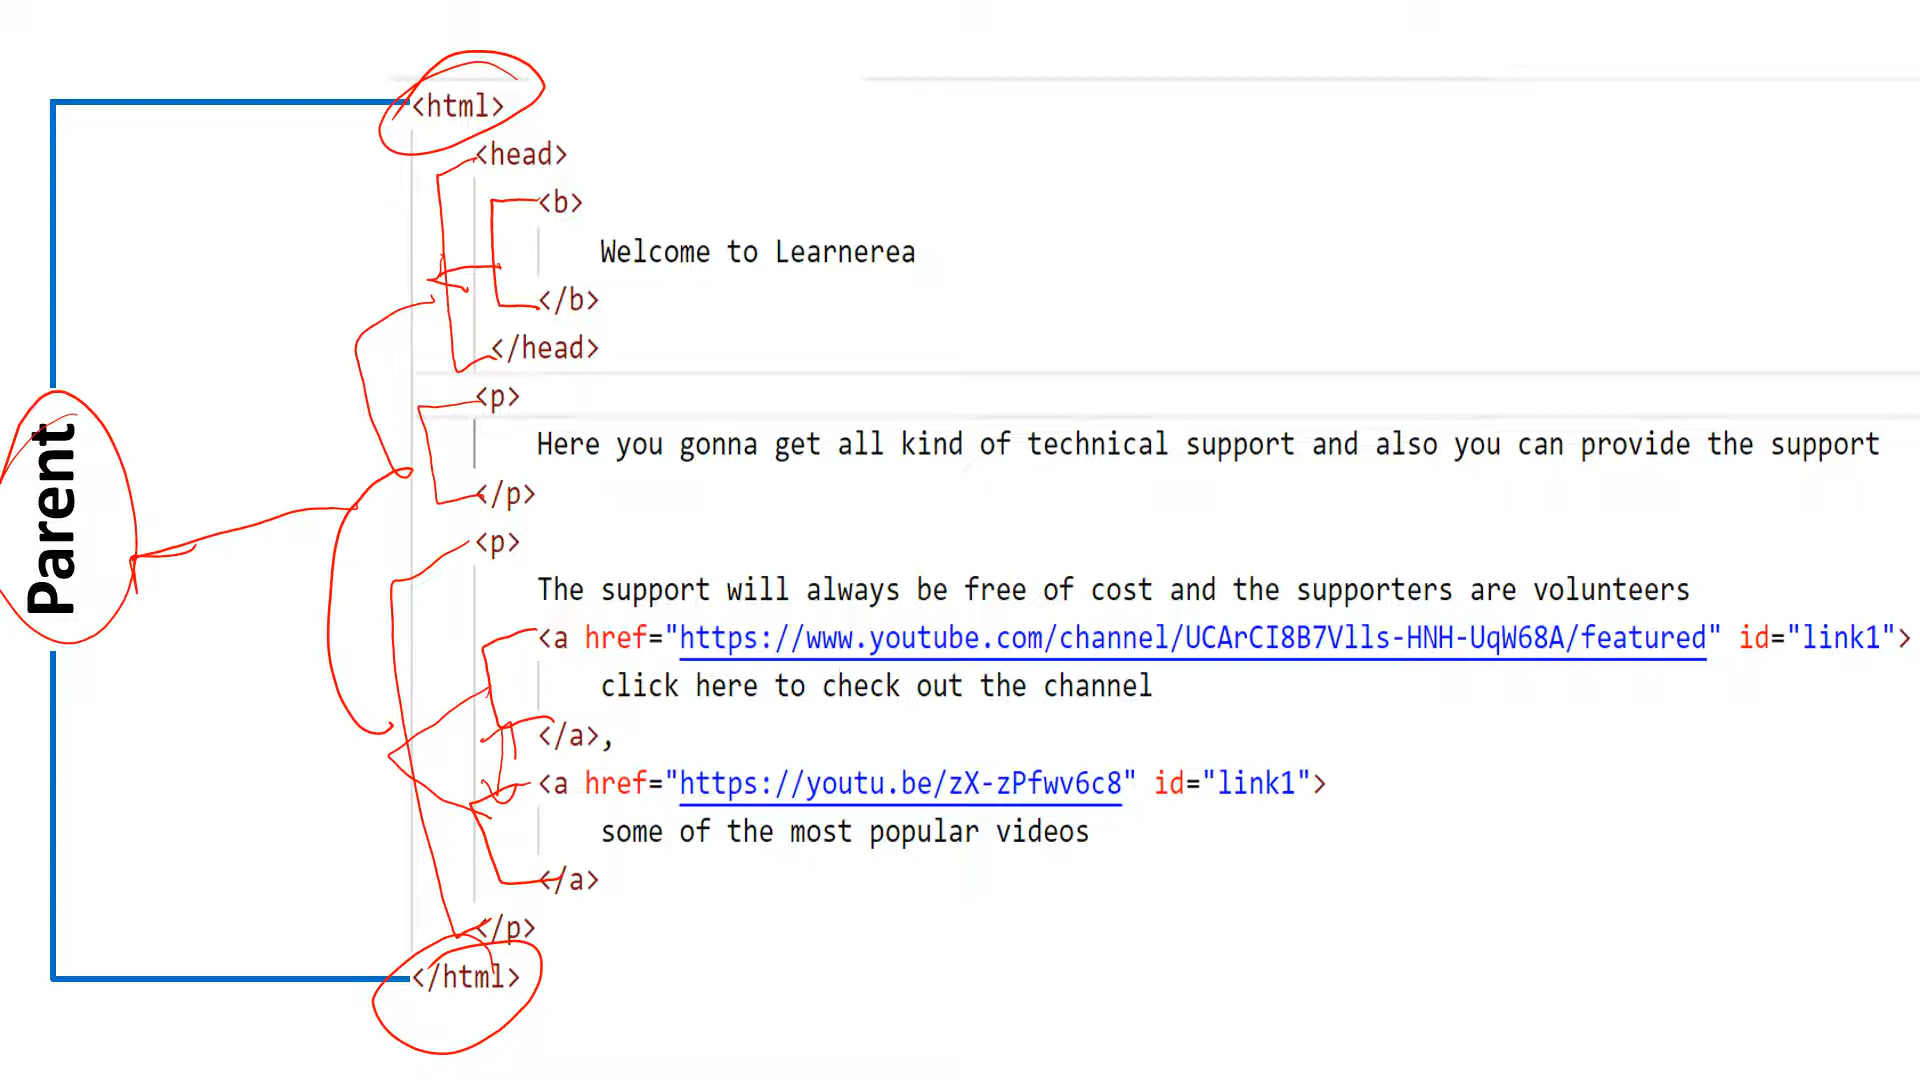 Parent
<html>
<head>
<b>
Welcome to Learnerea
</b>
</head>
<p>
Here you gonna get all kind of technical support and also you can provide the support
</p>
<p>
The support will always be free of cost and the supporters are volunteers
<a href="https://www.youtube.com/channel/UCArCI8B7Vlls-HNH-UqW68A/featured" id="link1">
click here to check out the channel
</a>,
<a href="https://youtu.be/zX-zPfwv6c8" id="link1">
some of the most popular videos
</a>
</p>
</html>